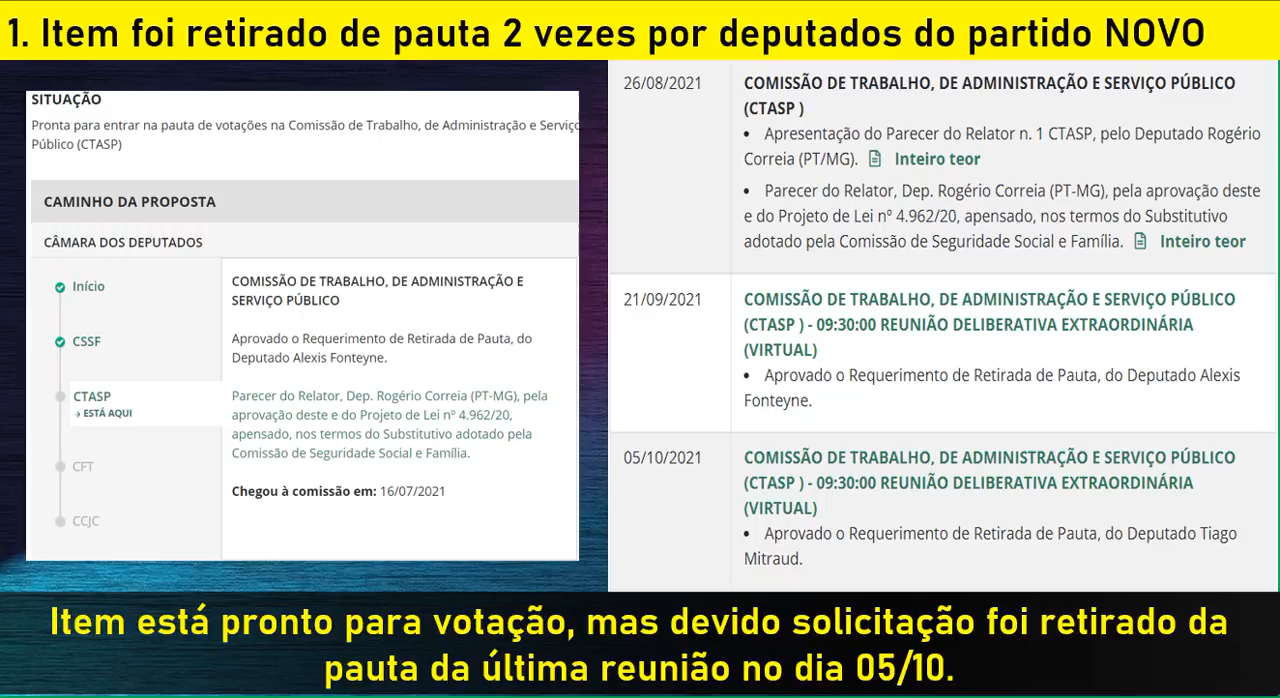 1. Item foi retirado de pauta 2 vezes por deputados do partido NOVO
SITUAÇÃO
Pronta para entrar na pauta de votações na Comissão de Trabalho, de Administração e Serviço
Público (CTASP)
CAMINHO DA PROPOSTA
CÂMARA DOS DEPUTADOS
Início
CSSF
CTASP
→ ESTÁ AQUI
CFT
CCJC
COMISSÃO DE TRABALHO, DE ADMINISTRAÇÃO E
SERVIÇO PÚBLICO
Aprovado o Requerimento de Retirada de Pauta, do
Deputado Alexis Fonteyne.
Parecer do Relator, Dep. Rogério Correia (PT-MG), pela
aprovação deste e do Projeto de Lei nº 4.962/20,
apensado, nos termos do Substitutivo adotado pela
Comissão de Seguridade Social e Família.
Chegou à comissão em: 16/07/2021
26/08/2021
COMISSÃO DE TRABALHO, DE ADMINISTRAÇÃO E SERVIÇO PÚBLICO
(CTASP )
• Apresentação do Parecer do Relator n. 1 CTASP, pelo Deputado Rogério
Correia (PT/MG). Inteiro teor
• Parecer do Relator, Dep. Rogério Correia (PT-MG), pela aprovação deste
e do Projeto de Lei nº 4.962/20, apensado, nos termos do Substitutivo
adotado pela Comissão de Seguridade Social e Família. Inteiro teor
21/09/2021
COMISSÃO DE TRABALHO, DE ADMINISTRAÇÃO E SERVIÇO PÚBLICO
(CTASP ) - 09:30:00 REUNIÃO DELIBERATIVA EXTRAORDINÁRIA
(VIRTUAL)
• Aprovado o Requerimento de Retirada de Pauta, do Deputado Alexis
Fonteyne.
05/10/2021
COMISSÃO DE TRABALHO, DE ADMINISTRAÇÃO E SERVIÇO PÚBLICO
(CTASP ) - 09:30:00 REUNIÃO DELIBERATIVA EXTRAORDINÁRIA
(VIRTUAL)
• Aprovado o Requerimento de Retirada de Pauta, do Deputado Tiago
Mitraud.
Item está pronto para votação, mas devido solicitação foi retirado da
pauta da última reunião no dia 05/10.